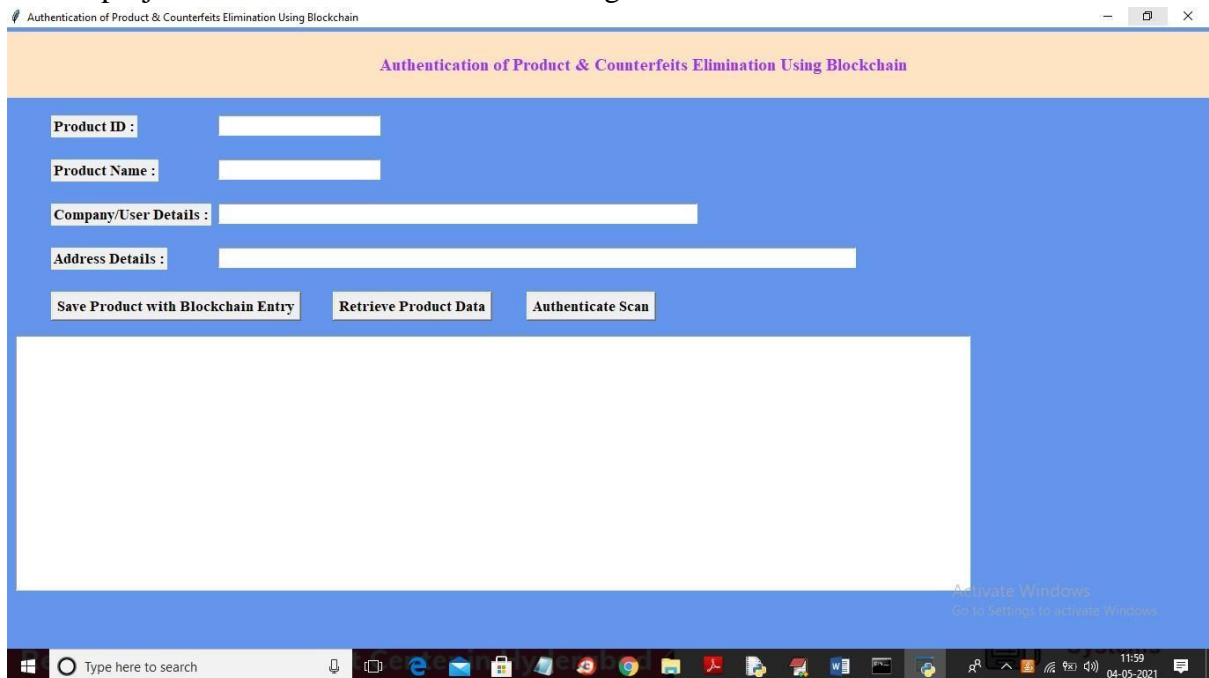 Authentication of Product & Counterfeits Elimination Using Blockchain
Authentication of Product & Counterfeits Elimination Using Blockchain
Product ID :
Product Name :
Company/User Details :
Address Details :
Save Product with Blockchain Entry Retrieve Product Data Authenticate Scan
Activate Windows
Go to Settings to activate Windows.
Type here to search
11:59
04-05-2021